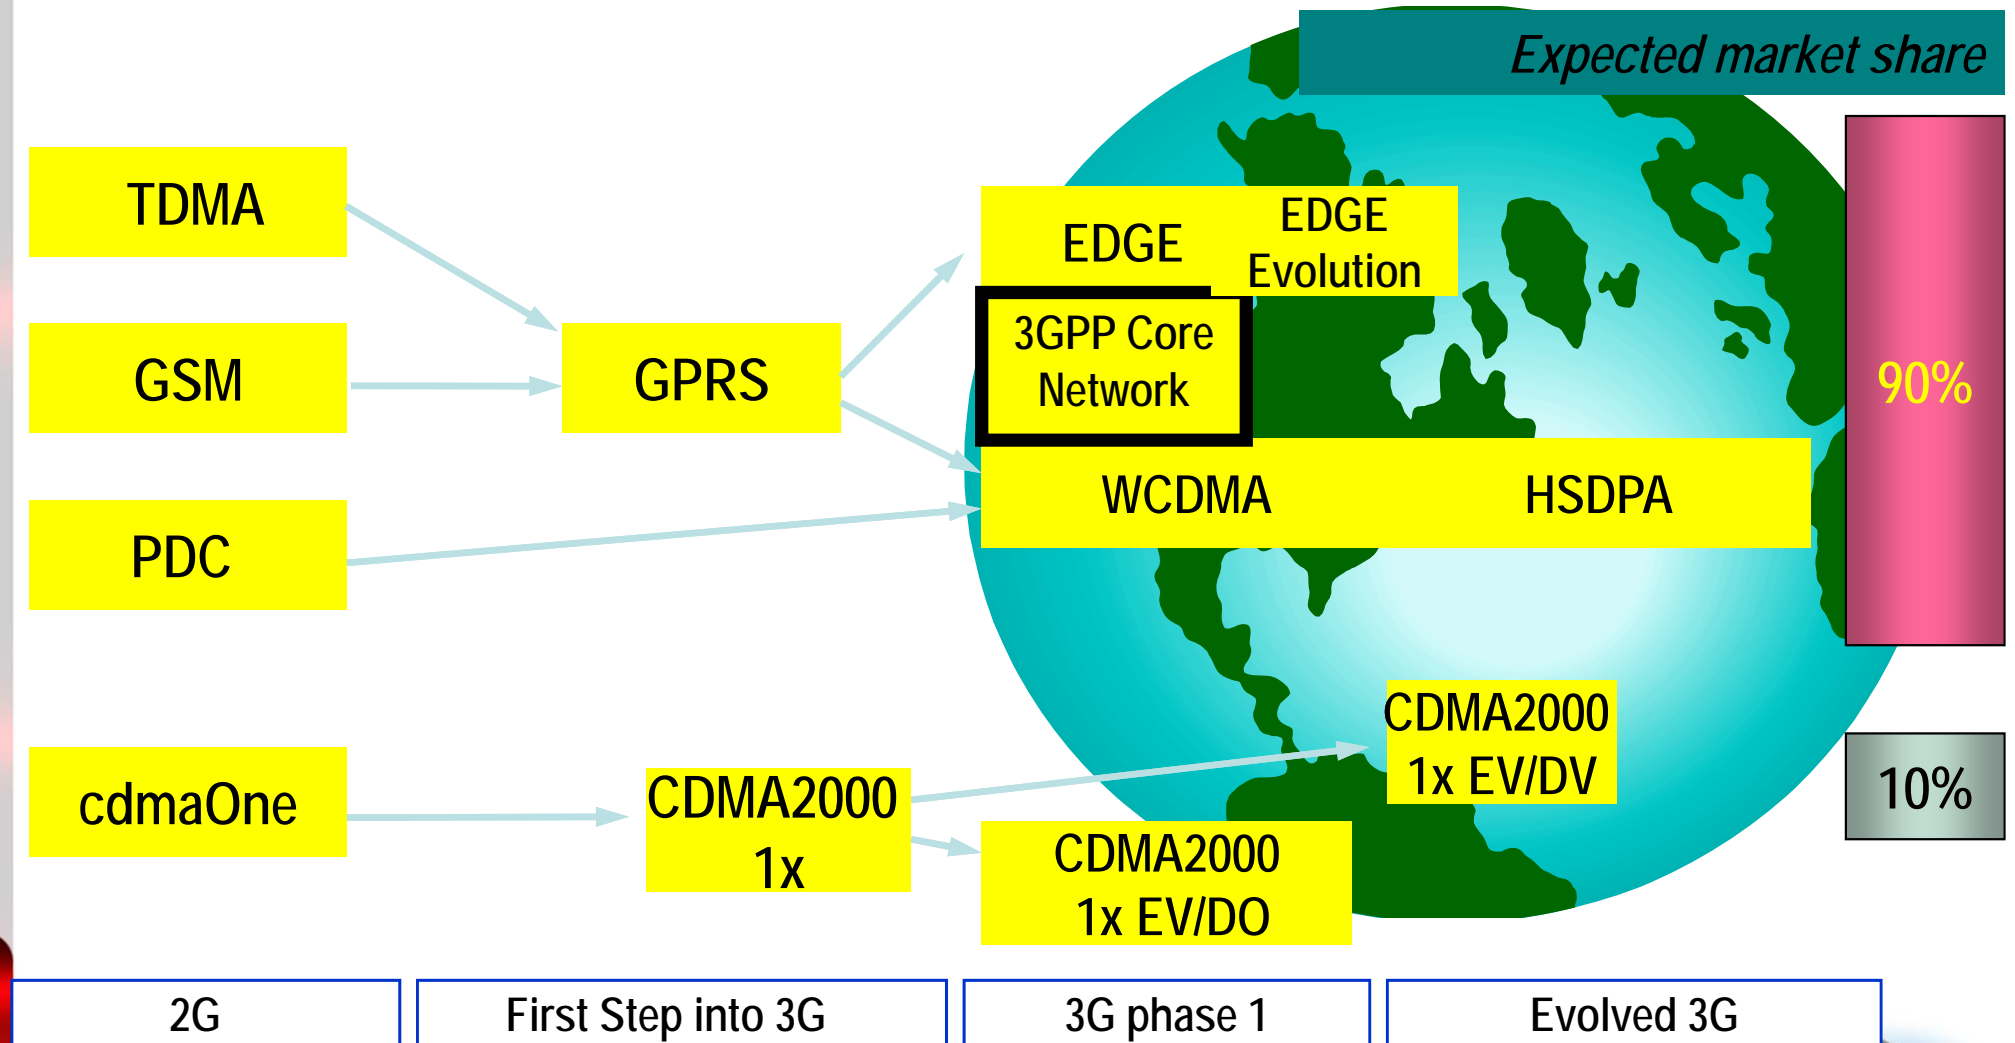 Expected market share
TDMA
EDGE
EDGE
Evolution
GSM
GPRS
3GPP Core
Network
90%
WCDMA
HSDPA
PDC
cdmaOne
CDMA2000
1x
CDMA2000
1x EV/DV
10%
CDMA2000
1x EV/DO
2G
First Step into 3G
3G phase 1
Evolved 3G